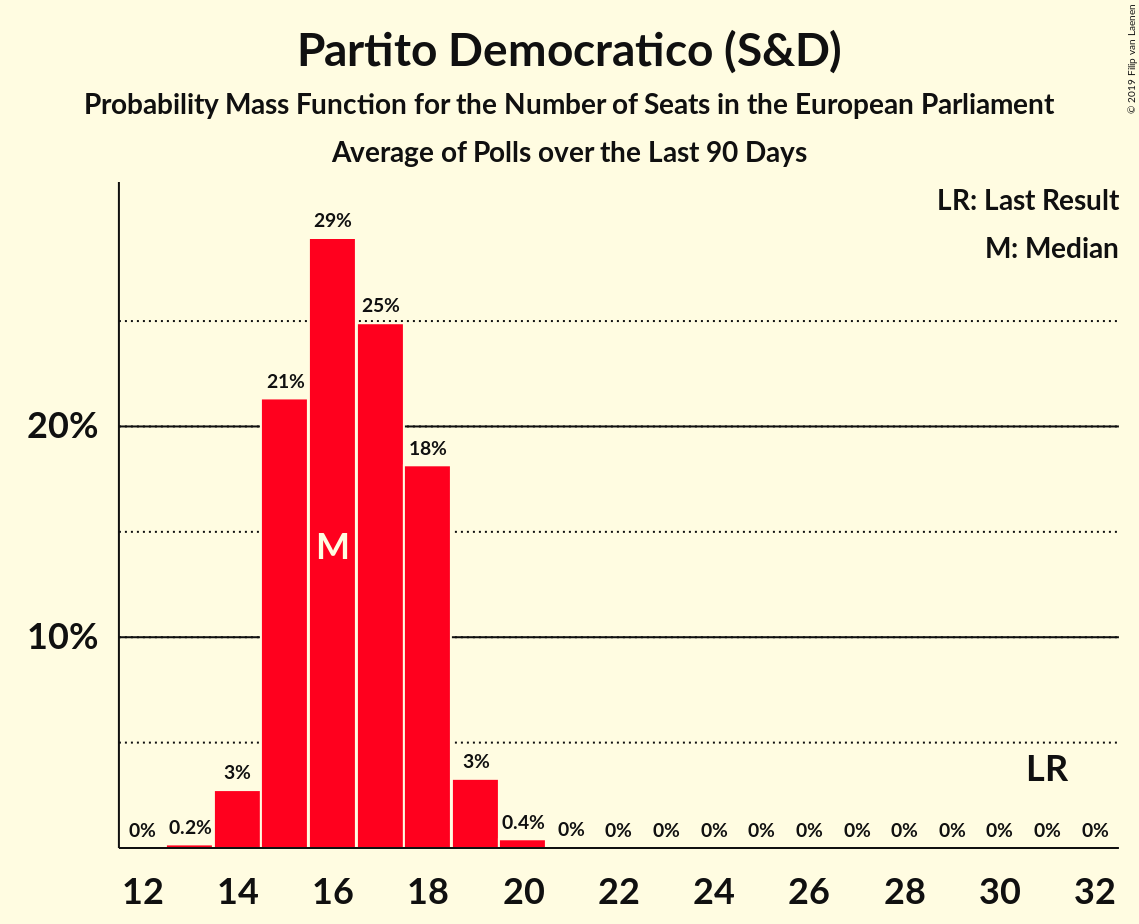 Partito Democratico (S&D)
Probability Mass Function for the Number of Seats in the European Parliament
Average of Polls over the Last 90 Days
© 2019 Filip van Laenen
LR: Last Result
M: Median
29%
25%
21%
20%
18%
M
10%
3%
3%
LR
0% 0.2% 0.4% 0% 0% 0% 0% 0% 0% 0% 0% 0% 0% 0% 0%
12 14 16 18 20 22 24 26 28 30 32